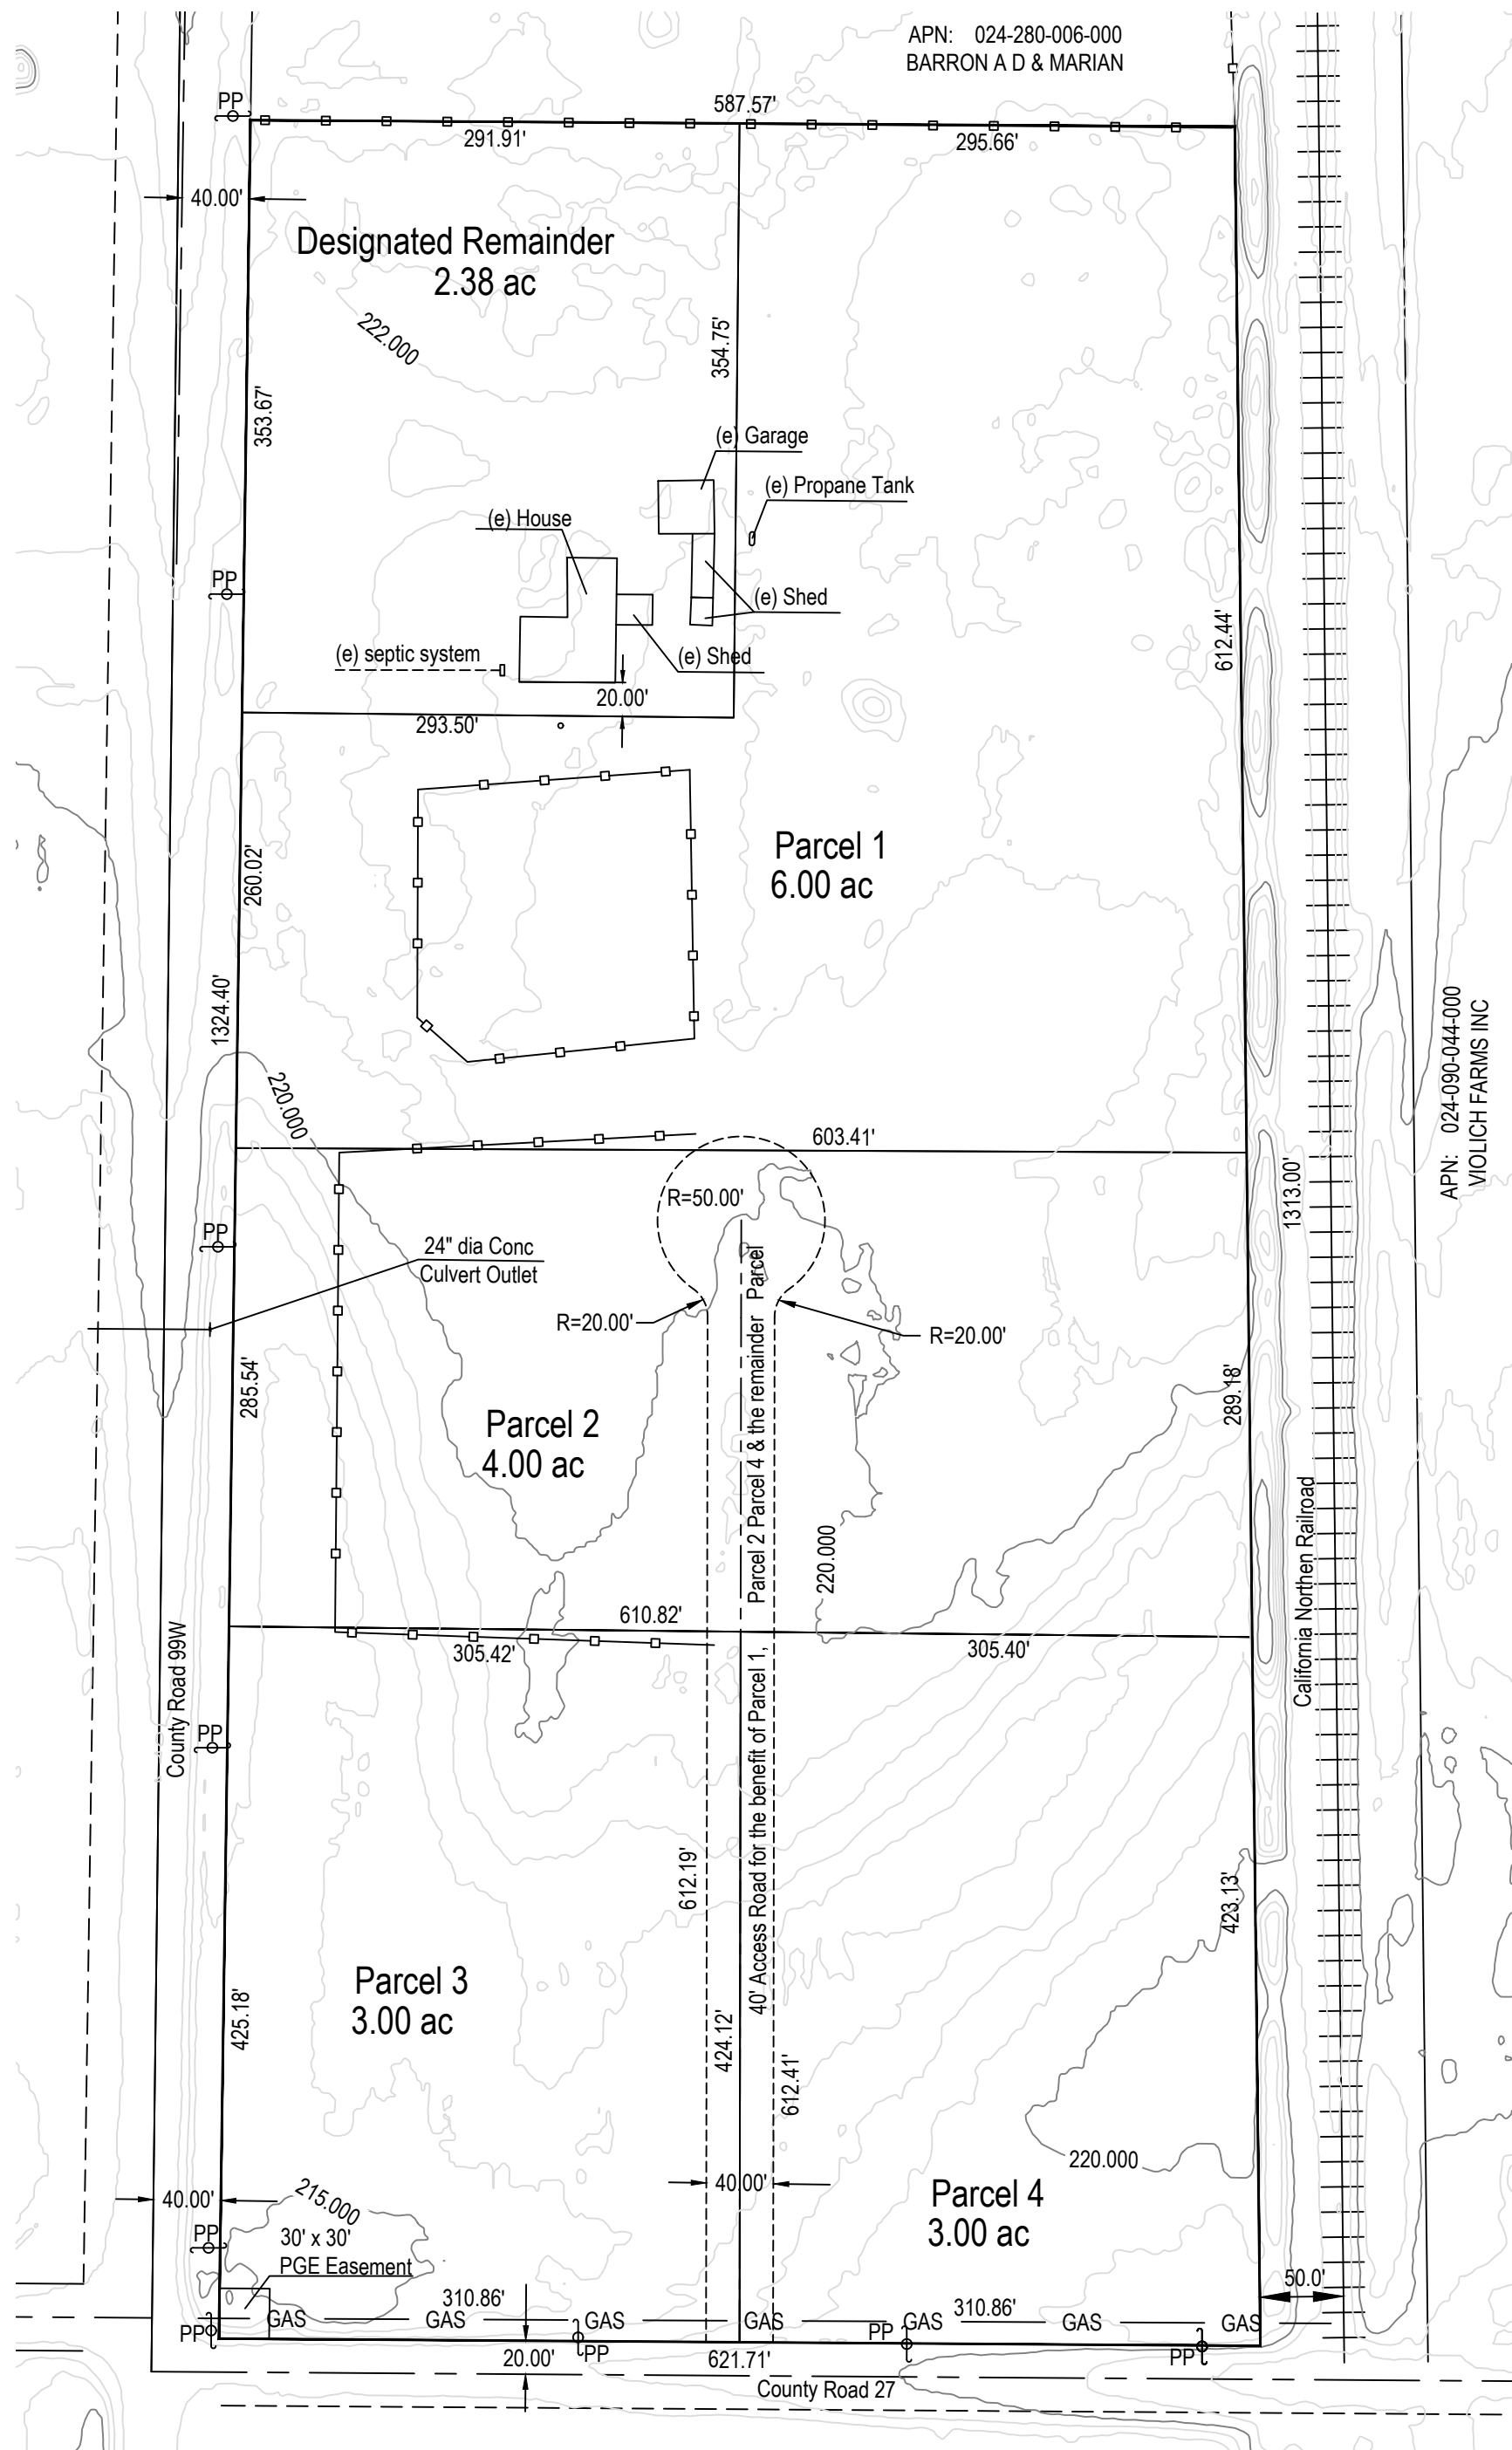 APN: 024-280-006-000
BARRON A D & MARIAN
PP
587.57'
291.91'
295.66'
40.00'
Designated Remainder
2.38 ac
222.000
354.75'
353.67'
(e) Garage
(e) Propane Tank
(e) House
PP
(e) Shed
612.44'
(e) septic system
(e) Shed
20.00'
293.50'
Parcel 1
6.00 ac
260.02'
1324.40'
APN: 024-090-044-000
VIOLICH FARMS INC
220.000
603.41'
1313.00'
R=50.00'
PP
24" dia Conc
Culvert Outlet
R=20.00'
R=20.00'
285.54'
289.18'
Parcel 2
4.00 ac
40' Access Road for the benefit of Parcel 1,
Parcel 2 Parcel 4 & the remainder Parcel
220.000
California Northen Railroad
610.82'
305.42'
305.40'
County Road 99W
PP
612.19'
423.13'
Parcel 3
3.00 ac
425.18'
424.12'
612.41'
220.000
40.00'
40.00'
215.000
Parcel 4
3.00 ac
PP
30' x 30'
PGE Easement
50.0'
310.86'
310.86'
GAS GAS GAS GAS GAS GAS GAS
PP
PP
PP
PP
20.00'
621.71'
County Road 27